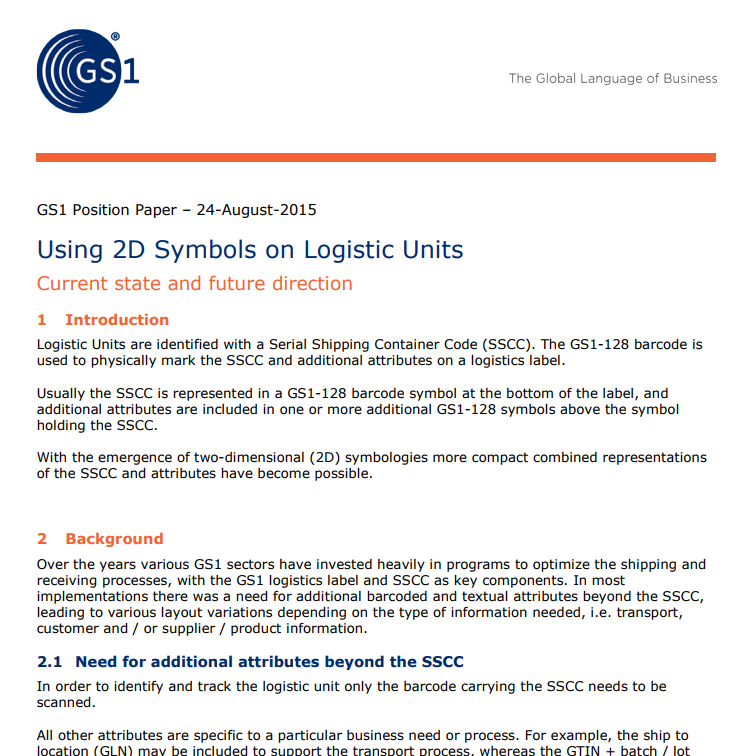 GS1®
The Global Language of Business
GS1 Position Paper – 24-August-2015
Using 2D Symbols on Logistic Units
Current state and future direction
1 Introduction
Logistic Units are identified with a Serial Shipping Container Code (SSCC). The GS1-128 barcode is
used to physically mark the SSCC and additional attributes on a logistics label.
Usually the SSCC is represented in a GS1-128 barcode symbol at the bottom of the label, and
additional attributes are included in one or more additional GS1-128 symbols above the symbol
holding the SSCC.
With the emergence of two-dimensional (2D) symbologies more compact combined representations
of the SSCC and attributes have become possible.
2 Background
Over the years various GS1 sectors have invested heavily in programs to optimize the shipping and
receiving processes, with the GS1 logistics label and SSCC as key components. In most
implementations there was a need for additional barcoded and textual attributes beyond the SSCC,
leading to various layout variations depending on the type of information needed, i.e. transport,
customer and / or supplier / product information.
2.1 Need for additional attributes beyond the SSCC
In order to identify and track the logistic unit only the barcode carrying the SSCC needs to be
scanned.
All other attributes are specific to a particular business need or process. For example, the ship to
location (GLN) may be included to support the transport process, whereas the GTIN + batch / lot